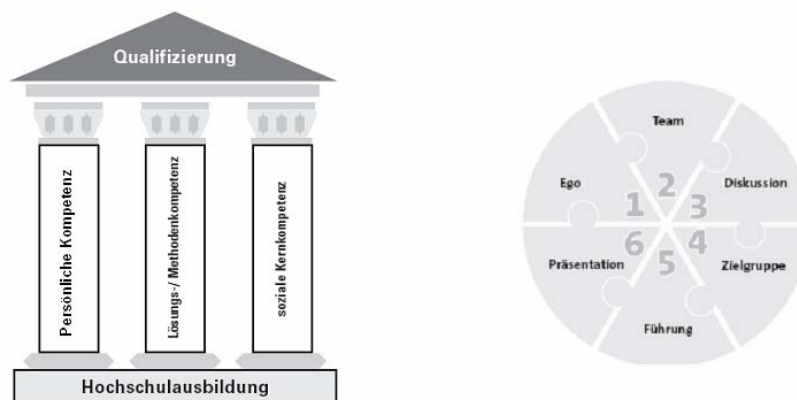 Qualifizierung
Persönliche Kompetenz
Lösungs-/ Methodenkompetenz
soziale Kernkompetenz
Hochschulausbildung
Team
Ego
Diskussion
1
2
3
6
5
4
Präsentation
Zielgruppe
Führung